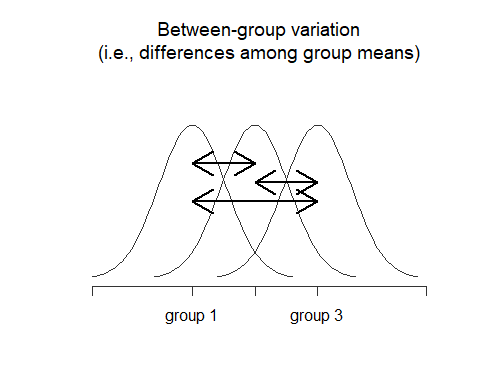 Between-group variation
(i.e., differences among group means)
group 1
group 3